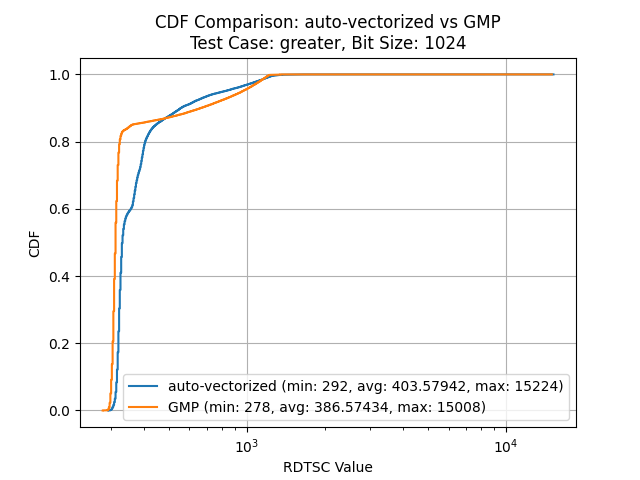 CDF Comparison: auto-vectorized vs GMP
Test Case: greater, Bit Size: 1024
CDF
1.0
0.8
0.6
0.4
0.2
0.0
auto-vectorized (min: 292, avg: 403.57942, max: 15224)
GMP (min: 278, avg: 386.57434, max: 15008)
10³ 10⁴
RDTSC Value